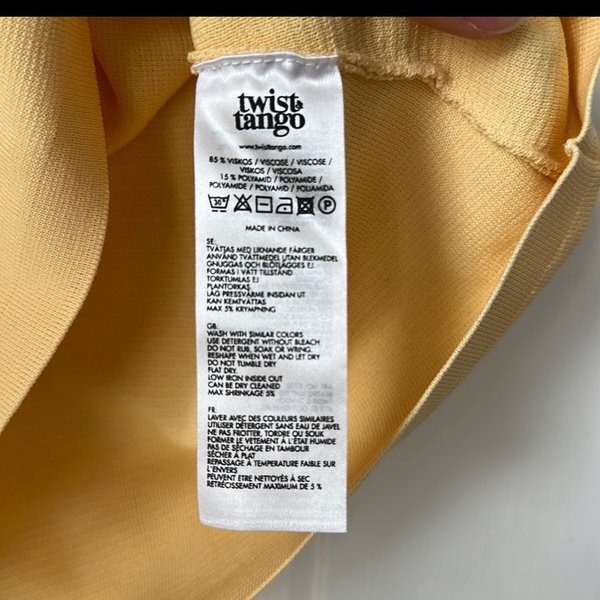 twist &
tango
www.twisttango.com
85 % VISKOS / VISCOSE / VISCOSE /
VISKOS / VISCOSA
15 % POLYAMID / POLYAMIDE /
POLYAMIDE / POLYAMID / POLIAMIDA
30° P
MADE IN CHINA
SE:
TVÄTTAS MED LIKNANDE FÄRGER
ANVÄND TVÄTTMEDEL UTAN BLEKMEDEL
GNUGGAS OCH BLÖTLÄGGES EJ
FORMAS I VÅTT TILLSTÅND
TORKTUMLAS EJ
PLANTORKAS
LÅG PRESSVÄRME INSIDAN UT
KAN KEMTVÄTTAS
MAX 5% KRYMPNING
GB:
WASH WITH SIMILAR COLORS
USE DETERGENT WITHOUT BLEACH
DO NOT RUB, SOAK OR WRING
RESHAPE WHEN WET AND LET DRY
DO NOT TUMBLE DRY
FLAT DRY.
LOW IRON INSIDE OUT
CAN BE DRY CLEANED
MAX SHRINKAGE 5%
FR:
LAVER AVEC DES COULEURS SIMILAIRES
UTILISER DÉTERGENT SANS EAU DE JAVEL
NE PAS FROTTER, TORDRE OU SOUK
FORMER LE VETEMENT À L'ÉTAT HUMIDE
PAS DE SÉCHAGE EN TAMBOUR
SÉCHER À PLAT
REPASSAGE À TEMPERATURE FAIBLE SUR
L'ENVERS
PEUVENT ÊTRE NETTOYÉS À SEC
RETRÉCISSEMENT MAXIMUM DE 5 %